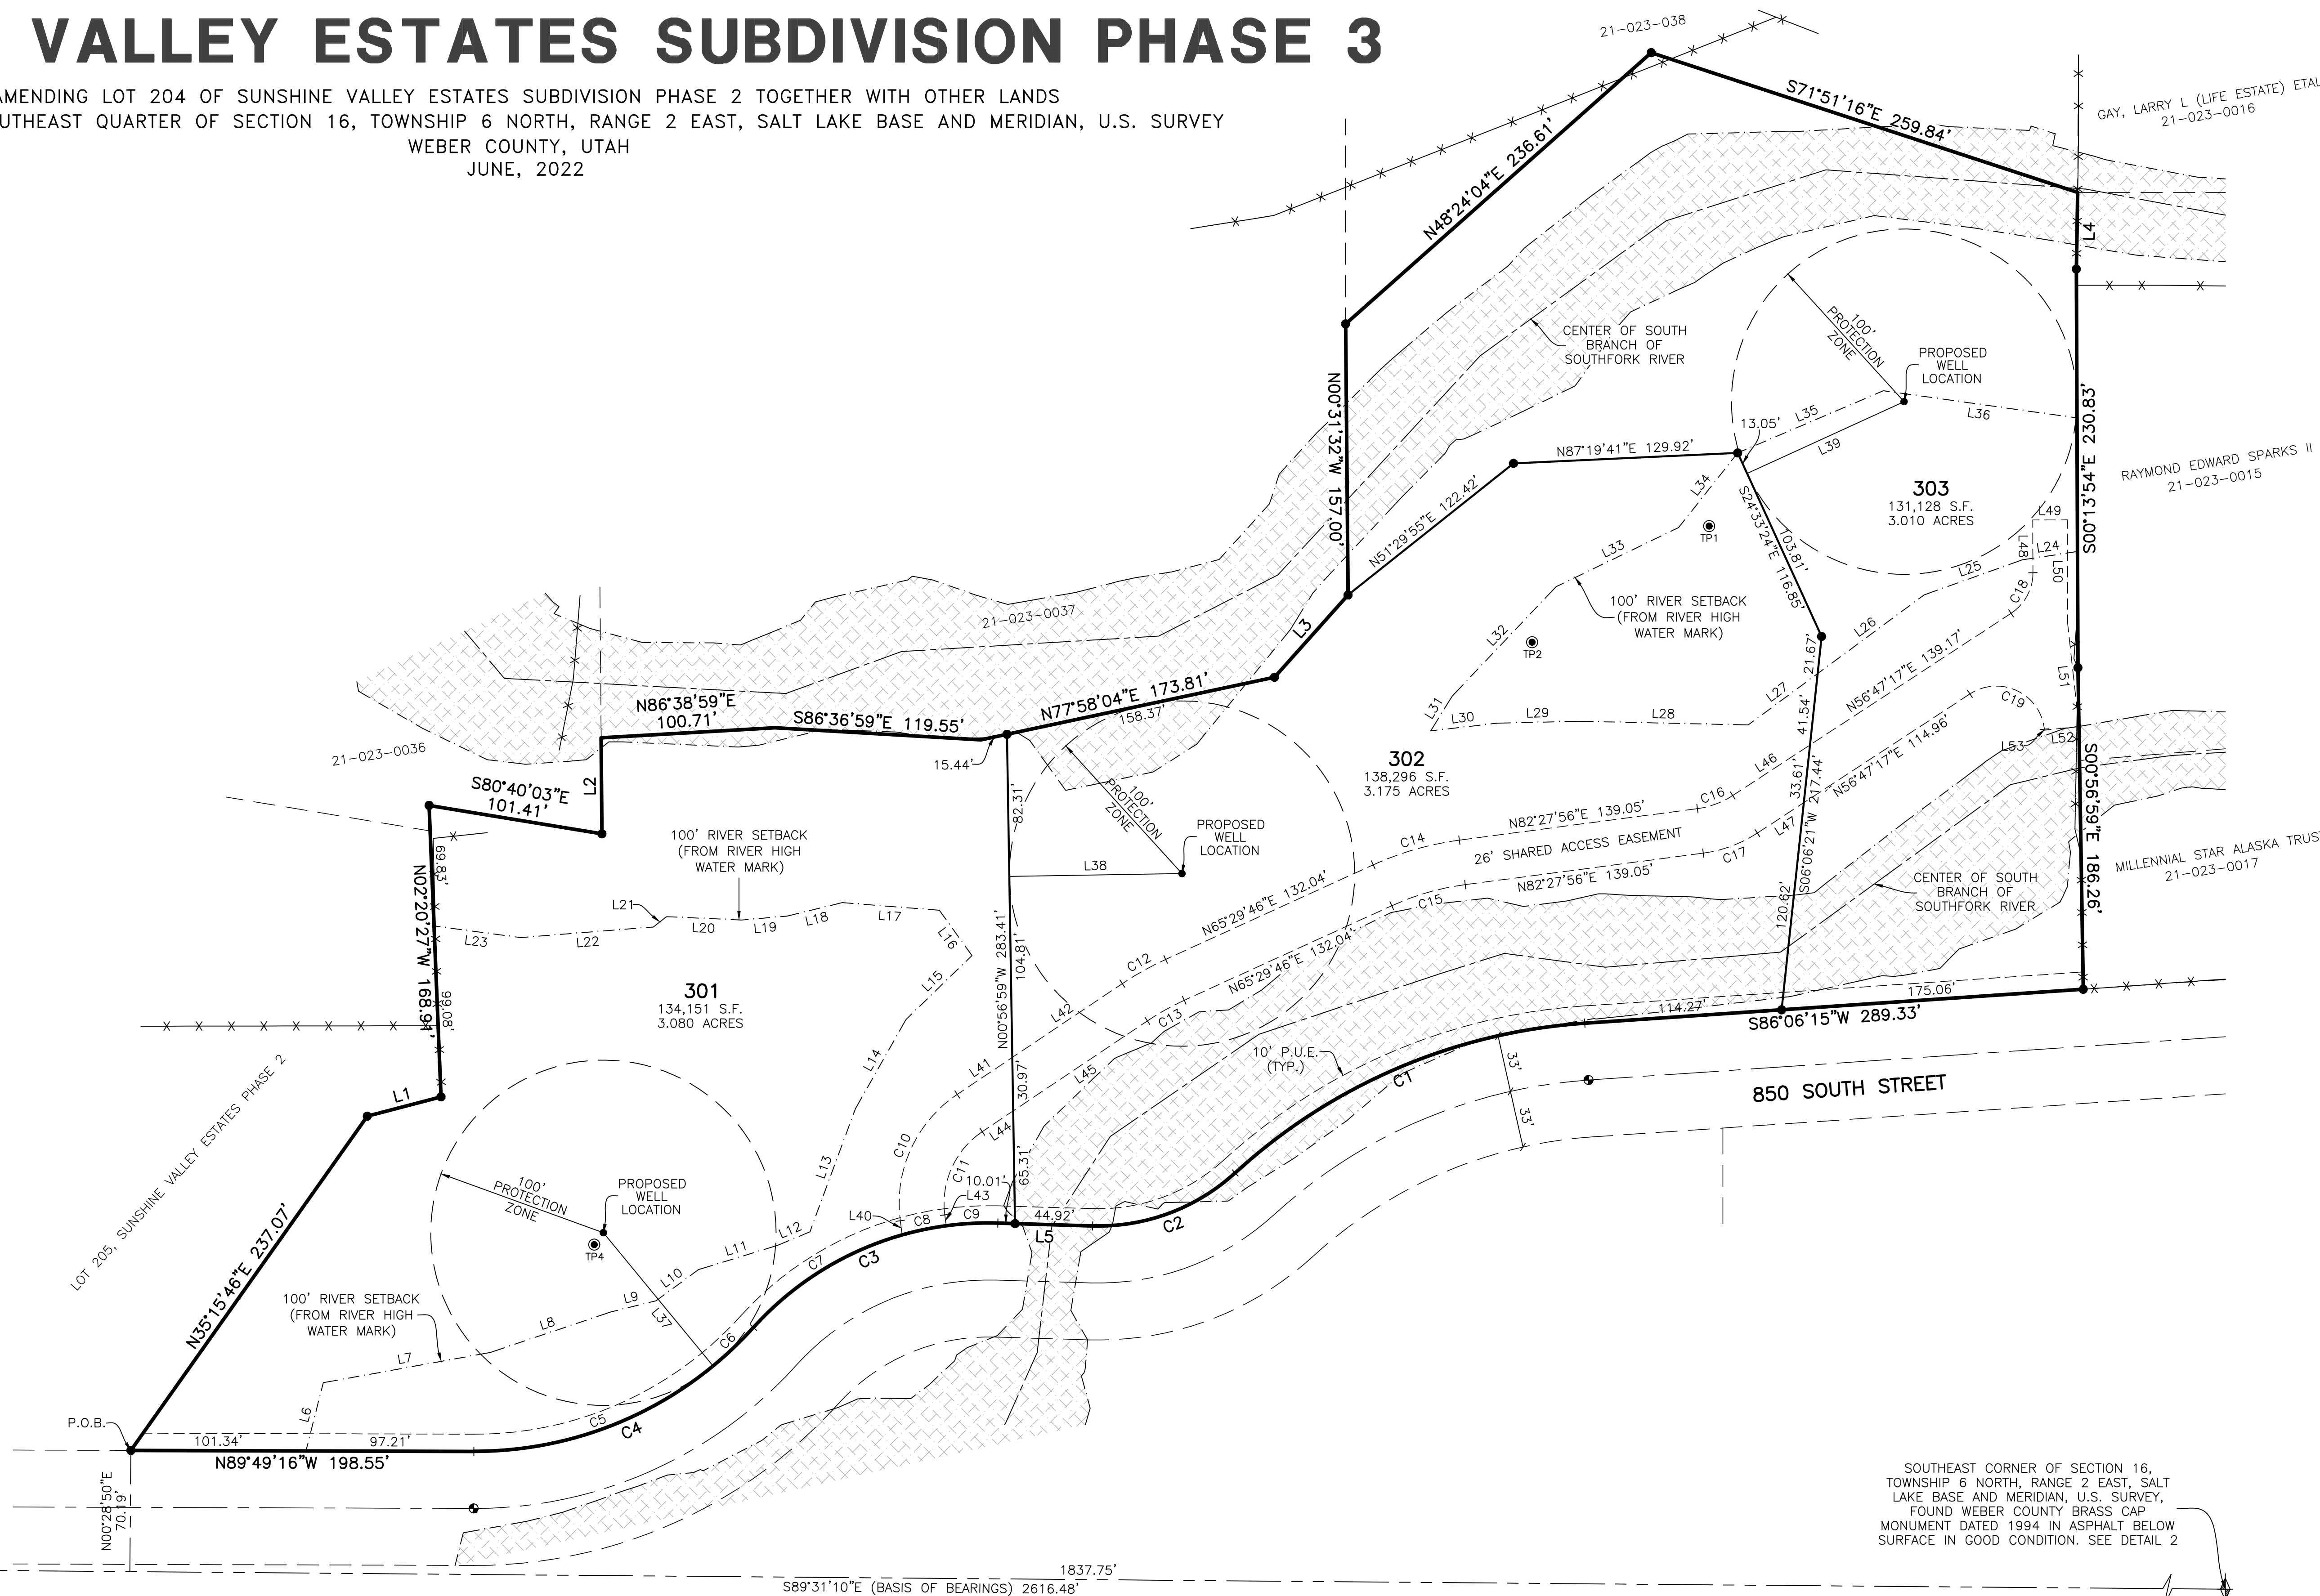 VALLEY ESTATES SUBDIVISION PHASE 3
AMENDING LOT 204 OF SUNSHINE VALLEY ESTATES SUBDIVISION PHASE 2 TOGETHER WITH OTHER LANDS
UTHEAST QUARTER OF SECTION 16, TOWNSHIP 6 NORTH, RANGE 2 EAST, SALT LAKE BASE AND MERIDIAN, U.S. SURVEY
WEBER COUNTY, UTAH
JUNE, 2022
21-023-038
S71°51'16"E 259.84'
GAY, LARRY L (LIFE ESTATE) ETAL
21-023-0016
N48°24'04"E 236.61'
L4
CENTER OF SOUTH
BRANCH OF
SOUTHFORK RIVER
100'
PROTECTION
ZONE
PROPOSED
WELL
LOCATION
N00°31'32"W 157.00'
S00°13'54"E 230.83'
L35
L36
13.05'
L39
N87°19'41"E 129.92'
RAYMOND EDWARD SPARKS II
21-023-0015
N51°29'55"E 122.42'
L34
303
131,128 S.F.
3.010 ACRES
S24°33'24"E 116.85'
103.81'
L49
L48
L24
L50
TP1
L33
L25
C18
100' RIVER SETBACK
(FROM RIVER HIGH
WATER MARK)
21-023-0037
L3
L32
TP2
L26
21.67'
N56°47'17"E 139.17'
L51
N77°58'04"E 173.81'
158.37'
N86°38'59"E
100.71'
S86°36'59"E 119.55'
L31
L30
L29
L28
L27
41.54'
C19
L53
L52
21-023-0036
15.44'
302
138,296 S.F.
3.175 ACRES
L46
N56°47'17"E 114.96'
S00°56'59"E 186.26'
S80°40'03"E
101.41'
L2
82.31'
100'
PROTECTION
ZONE
PROPOSED
WELL
LOCATION
C16
33.61'
S06°06'21"W 217.44'
L47
N82°27'56"E 139.05'
C14
26' SHARED ACCESS EASEMENT
C17
100' RIVER SETBACK
(FROM RIVER HIGH
WATER MARK)
69.83'
N02°20'27"W 168.91'
L38
N82°27'56"E 139.05'
MILLENNIAL STAR ALASKA TRUST
21-023-0017
CENTER OF SOUTH
BRANCH OF
SOUTHFORK RIVER
L21
L23
L22
L20
L19
L18
L17
L16
N65°29'46"E 132.04'
C15
120.62'
L15
C12
N65°29'46"E 132.04'
N00°56'59"W 283.41'
104.81'
301
134,151 S.F.
3.080 ACRES
99.08'
L42
C13
175.06'
114.27'
S86°06'15"W 289.33'
10' P.U.E.
(TYP.)
33'
L14
L41
L45
30.97'
C1
850 SOUTH STREET
33'
L1
LOT 205, SUNSHINE VALLEY ESTATES PHASE 2
L44
C10
C11
L13
65.31'
10.01'
L43
L40
C8
C9
44.92'
L5
C2
100'
PROTECTION
ZONE
PROPOSED
WELL
LOCATION
TP4
L12
L11
C7
C3
L10
N35°15'46"E 237.07'
100' RIVER SETBACK
(FROM RIVER HIGH
WATER MARK)
L9
L8
L37
C6
L7
L6
P.O.B.
C5
C4
101.34'
97.21'
N89°49'16"W 198.55'
N00°28'50"E
70.19'
SOUTHEAST CORNER OF SECTION 16,
TOWNSHIP 6 NORTH, RANGE 2 EAST, SALT
LAKE BASE AND MERIDIAN, U.S. SURVEY,
FOUND WEBER COUNTY BRASS CAP
MONUMENT DATED 1994 IN ASPHALT BELOW
SURFACE IN GOOD CONDITION. SEE DETAIL 2
1837.75'
S89°31'10"E (BASIS OF BEARINGS) 2616.48'